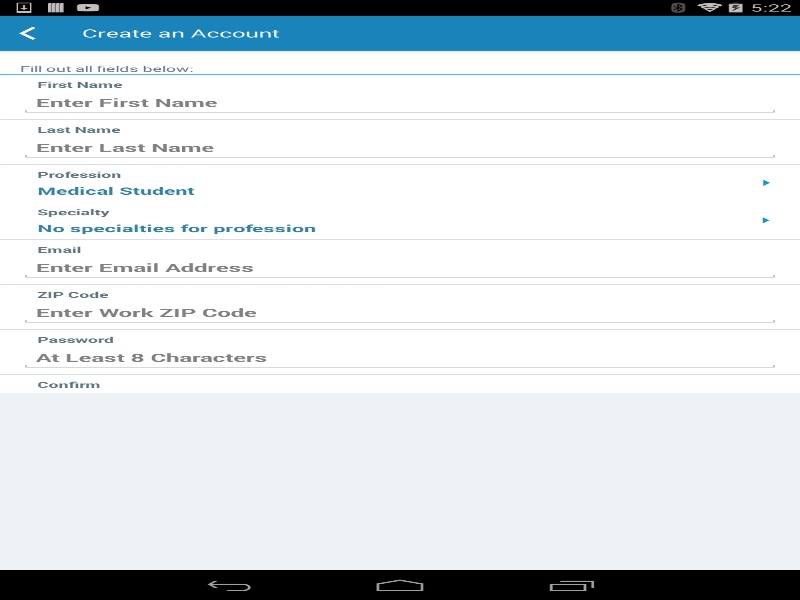 5:22
Create an Account
Fill out all fields below:
First Name
Enter First Name
Last Name
Enter Last Name
Profession
Medical Student
Specialty
No specialties for profession
Email
Enter Email Address
ZIP Code
Enter Work ZIP Code
Password
At Least 8 Characters
Confirm